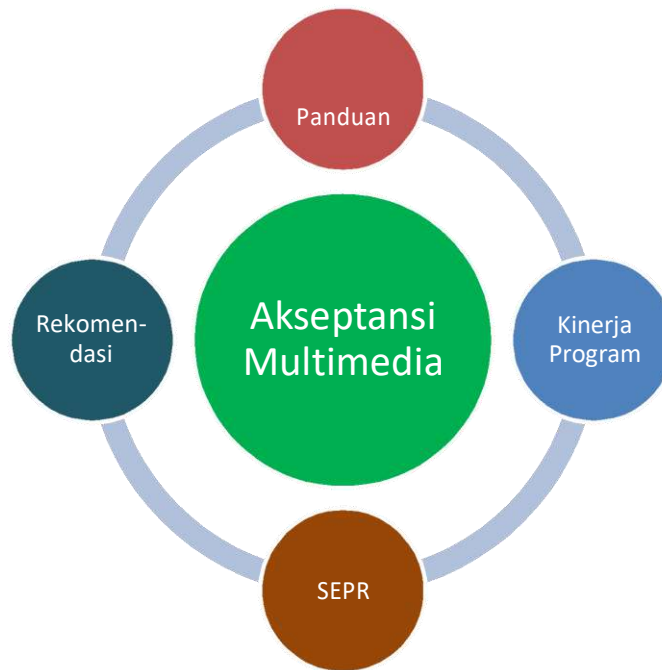 Panduan
Akseptansi
Multimedia
Rekomen-
dasi
Kinerja
Program
SEPR